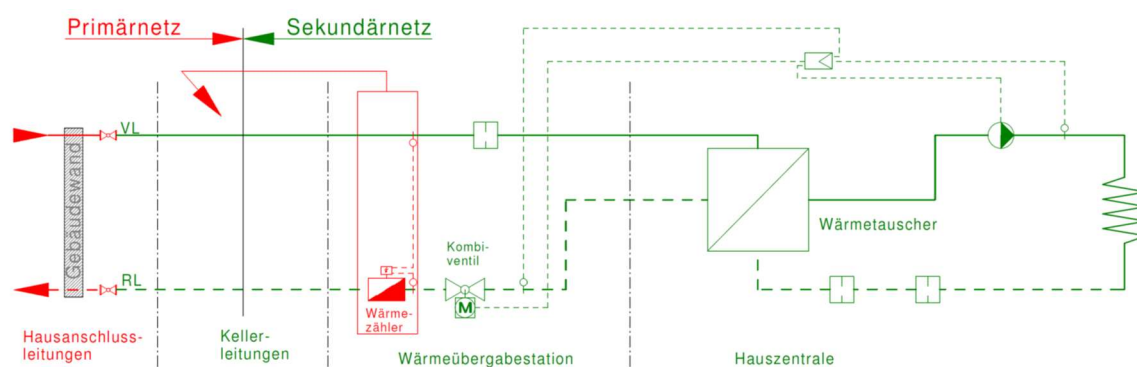 Primärnetz
Sekundärnetz
VL
Gebäudewand
RL
Kombi-
ventil
M
Wärmetauscher
Wärme-
zähler
Hausanschluss-
leitungen
Keller-
leitungen
Wärmeübergabestation
Hauszentrale